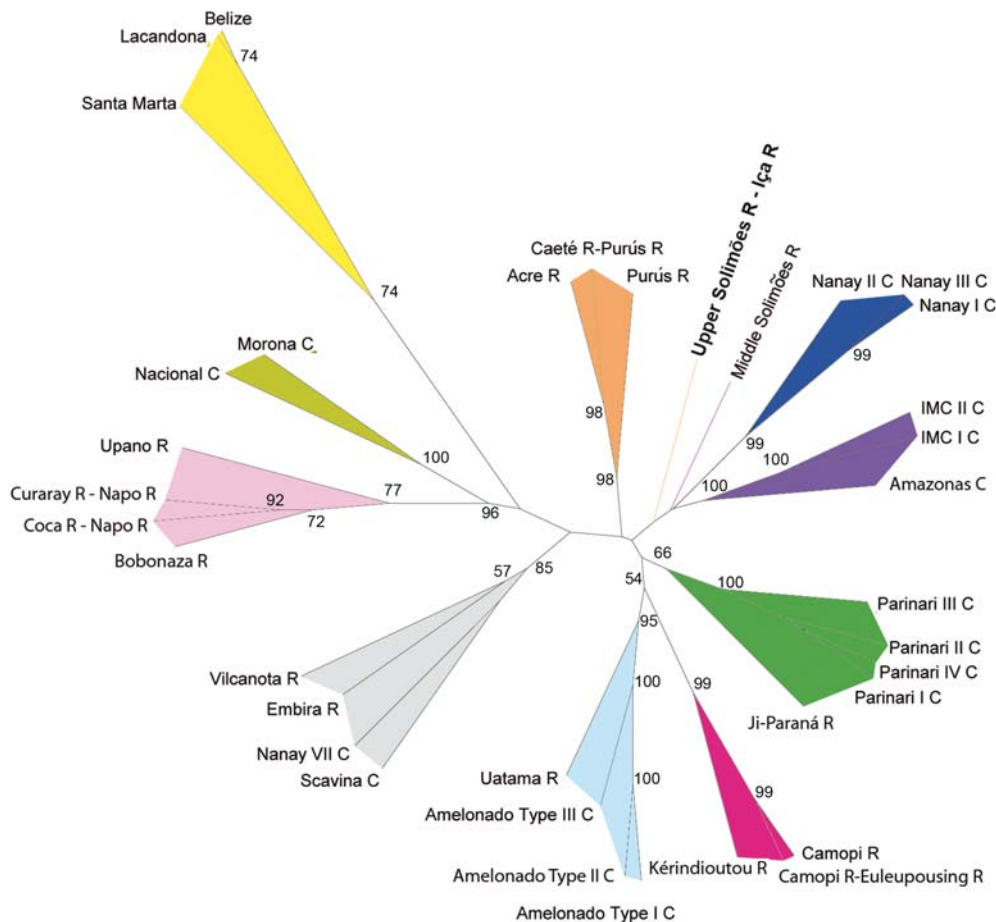 Belize
Lacandona
74
Santa Marta
74
Caeté R-Purús R
Acre R
Purús R
Upper Solimões R - Iça R
Middle Solimões R
Nanay II C
Nanay III C
Nanay I C
99
99
Morona C
Nacional C
100
98
98
IMC II C
IMC I C
100
Amazonas C
100
Upano R
Curaray R - Napo R
92
77
Coca R - Napo R
72
Bobonaza R
96
57
85
66
54
100
Parinari III C
Parinari II C
Parinari IV C
Parinari I C
Ji-Paraná R
Vilcanota R
Embira R
Nanay VII C
Scavina C
95
100
99
Uatama R
100
99
Amelonado Type III C
Kérindioutou R
Camopi R
Amelonado Type II C
Camopi R-Euleupousing R
Amelonado Type I C